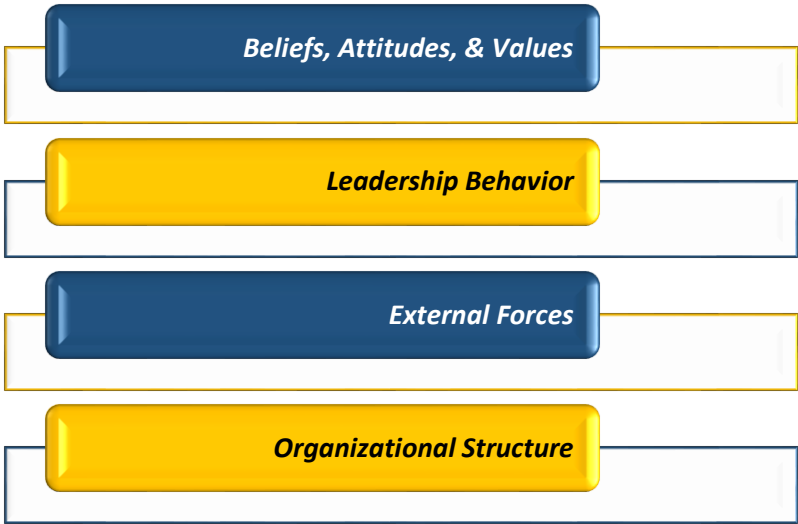 Beliefs, Attitudes, & Values
Leadership Behavior
External Forces
Organizational Structure